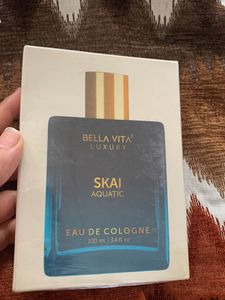 BELLA VITA®
LUXURY
SKAI
AQUATIC
EAU DE COLOGNE
100 ml / 3.4 fl oz